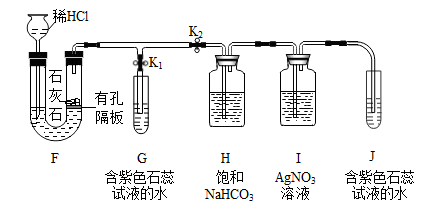 稀HCl
K₂
K₁
石灰石
有孔
隔板
F G H I J
含紫色石蕊
试液的水
饱和
NaHCO₃
AgNO₃
溶液
含紫色石蕊
试液的水